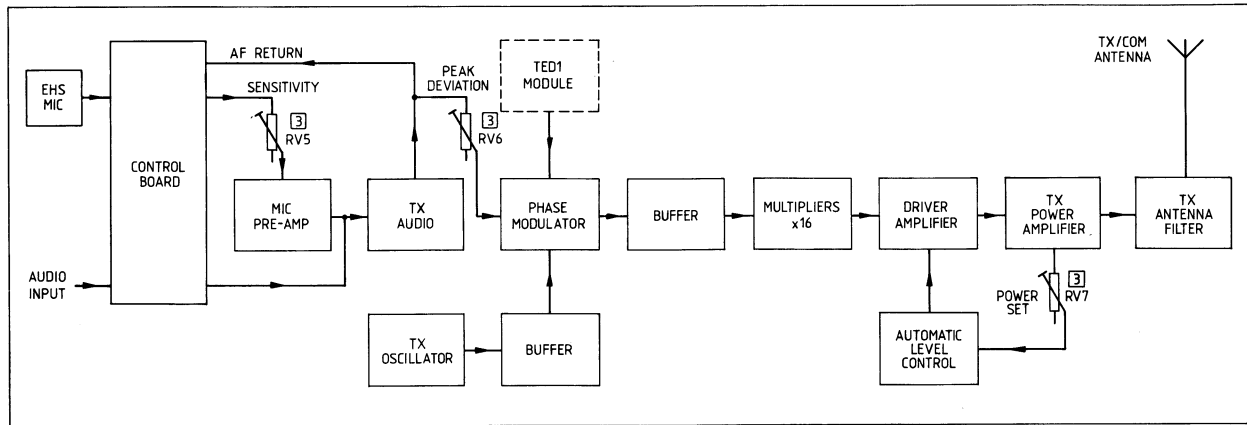 EHS
MIC
CONTROL
BOARD
AUDIO
INPUT
AF RETURN
SENSITIVITY
3
RV5
MIC
PRE-AMP
TX
AUDIO
PEAK
DEVIATION
3
RV6
TED1
MODULE
PHASE
MODULATOR
TX
OSCILLATOR
BUFFER
BUFFER
MULTIPLIERS
x16
DRIVER
AMPLIFIER
TX
POWER
AMPLIFIER
POWER
SET
3
RV7
AUTOMATIC
LEVEL
CONTROL
TX
ANTENNA
FILTER
TX/COM
ANTENNA